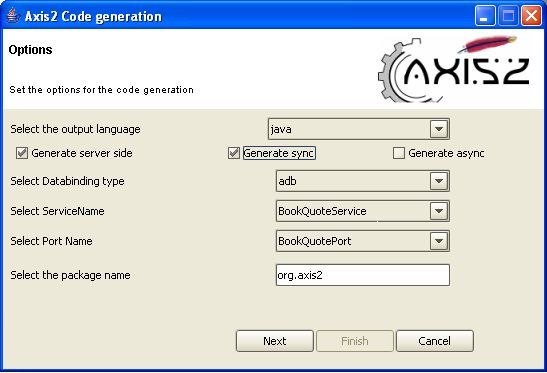 Axis2 Code generation
Options
AXIS2
Set the options for the code generation
Select the output language java
Generate server side Generate sync Generate async
Select Databinding type adb
Select ServiceName BookQuoteService
Select Port Name BookQuotePort
Select the package name org.axis2
Next Finish Cancel